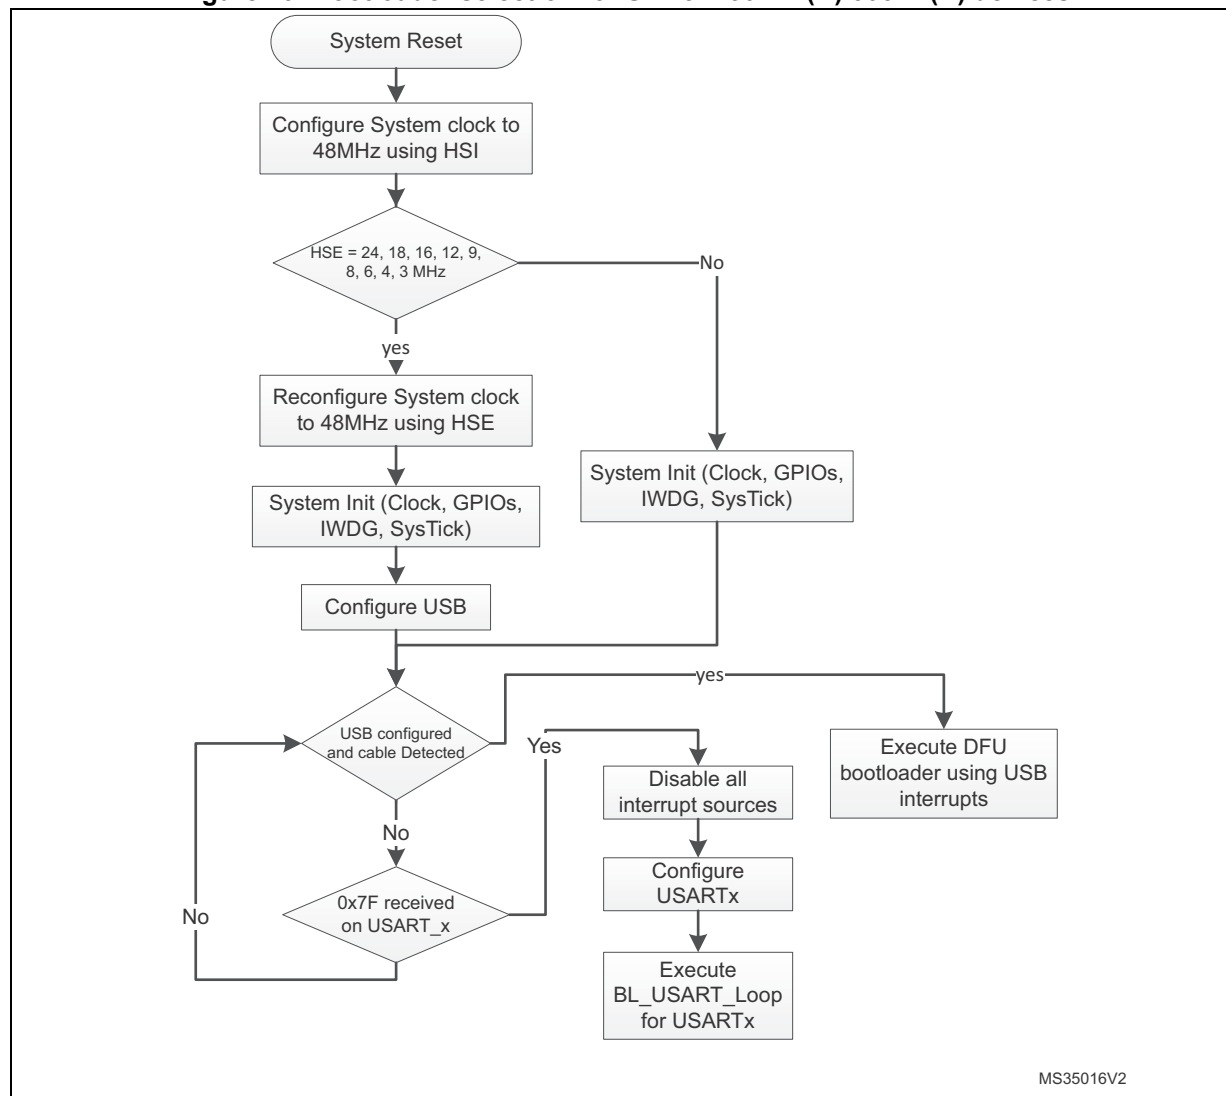 System Reset
Configure System clock to
48MHz using HSI
HSE = 24, 18, 16, 12, 9,
8, 6, 4, 3 MHz
No
yes
Reconfigure System clock
to 48MHz using HSE
System Init (Clock, GPIOs,
IWDG, SysTick)
System Init (Clock, GPIOs,
IWDG, SysTick)
Configure USB
yes
USB configured
and cable Detected
Yes
Execute DFU
bootloader using USB
interrupts
Disable all
interrupt sources
No
Configure
USARTx
0x7F received
on USART_x
No
Execute
BL_USART_Loop
for USARTx
MS35016V2